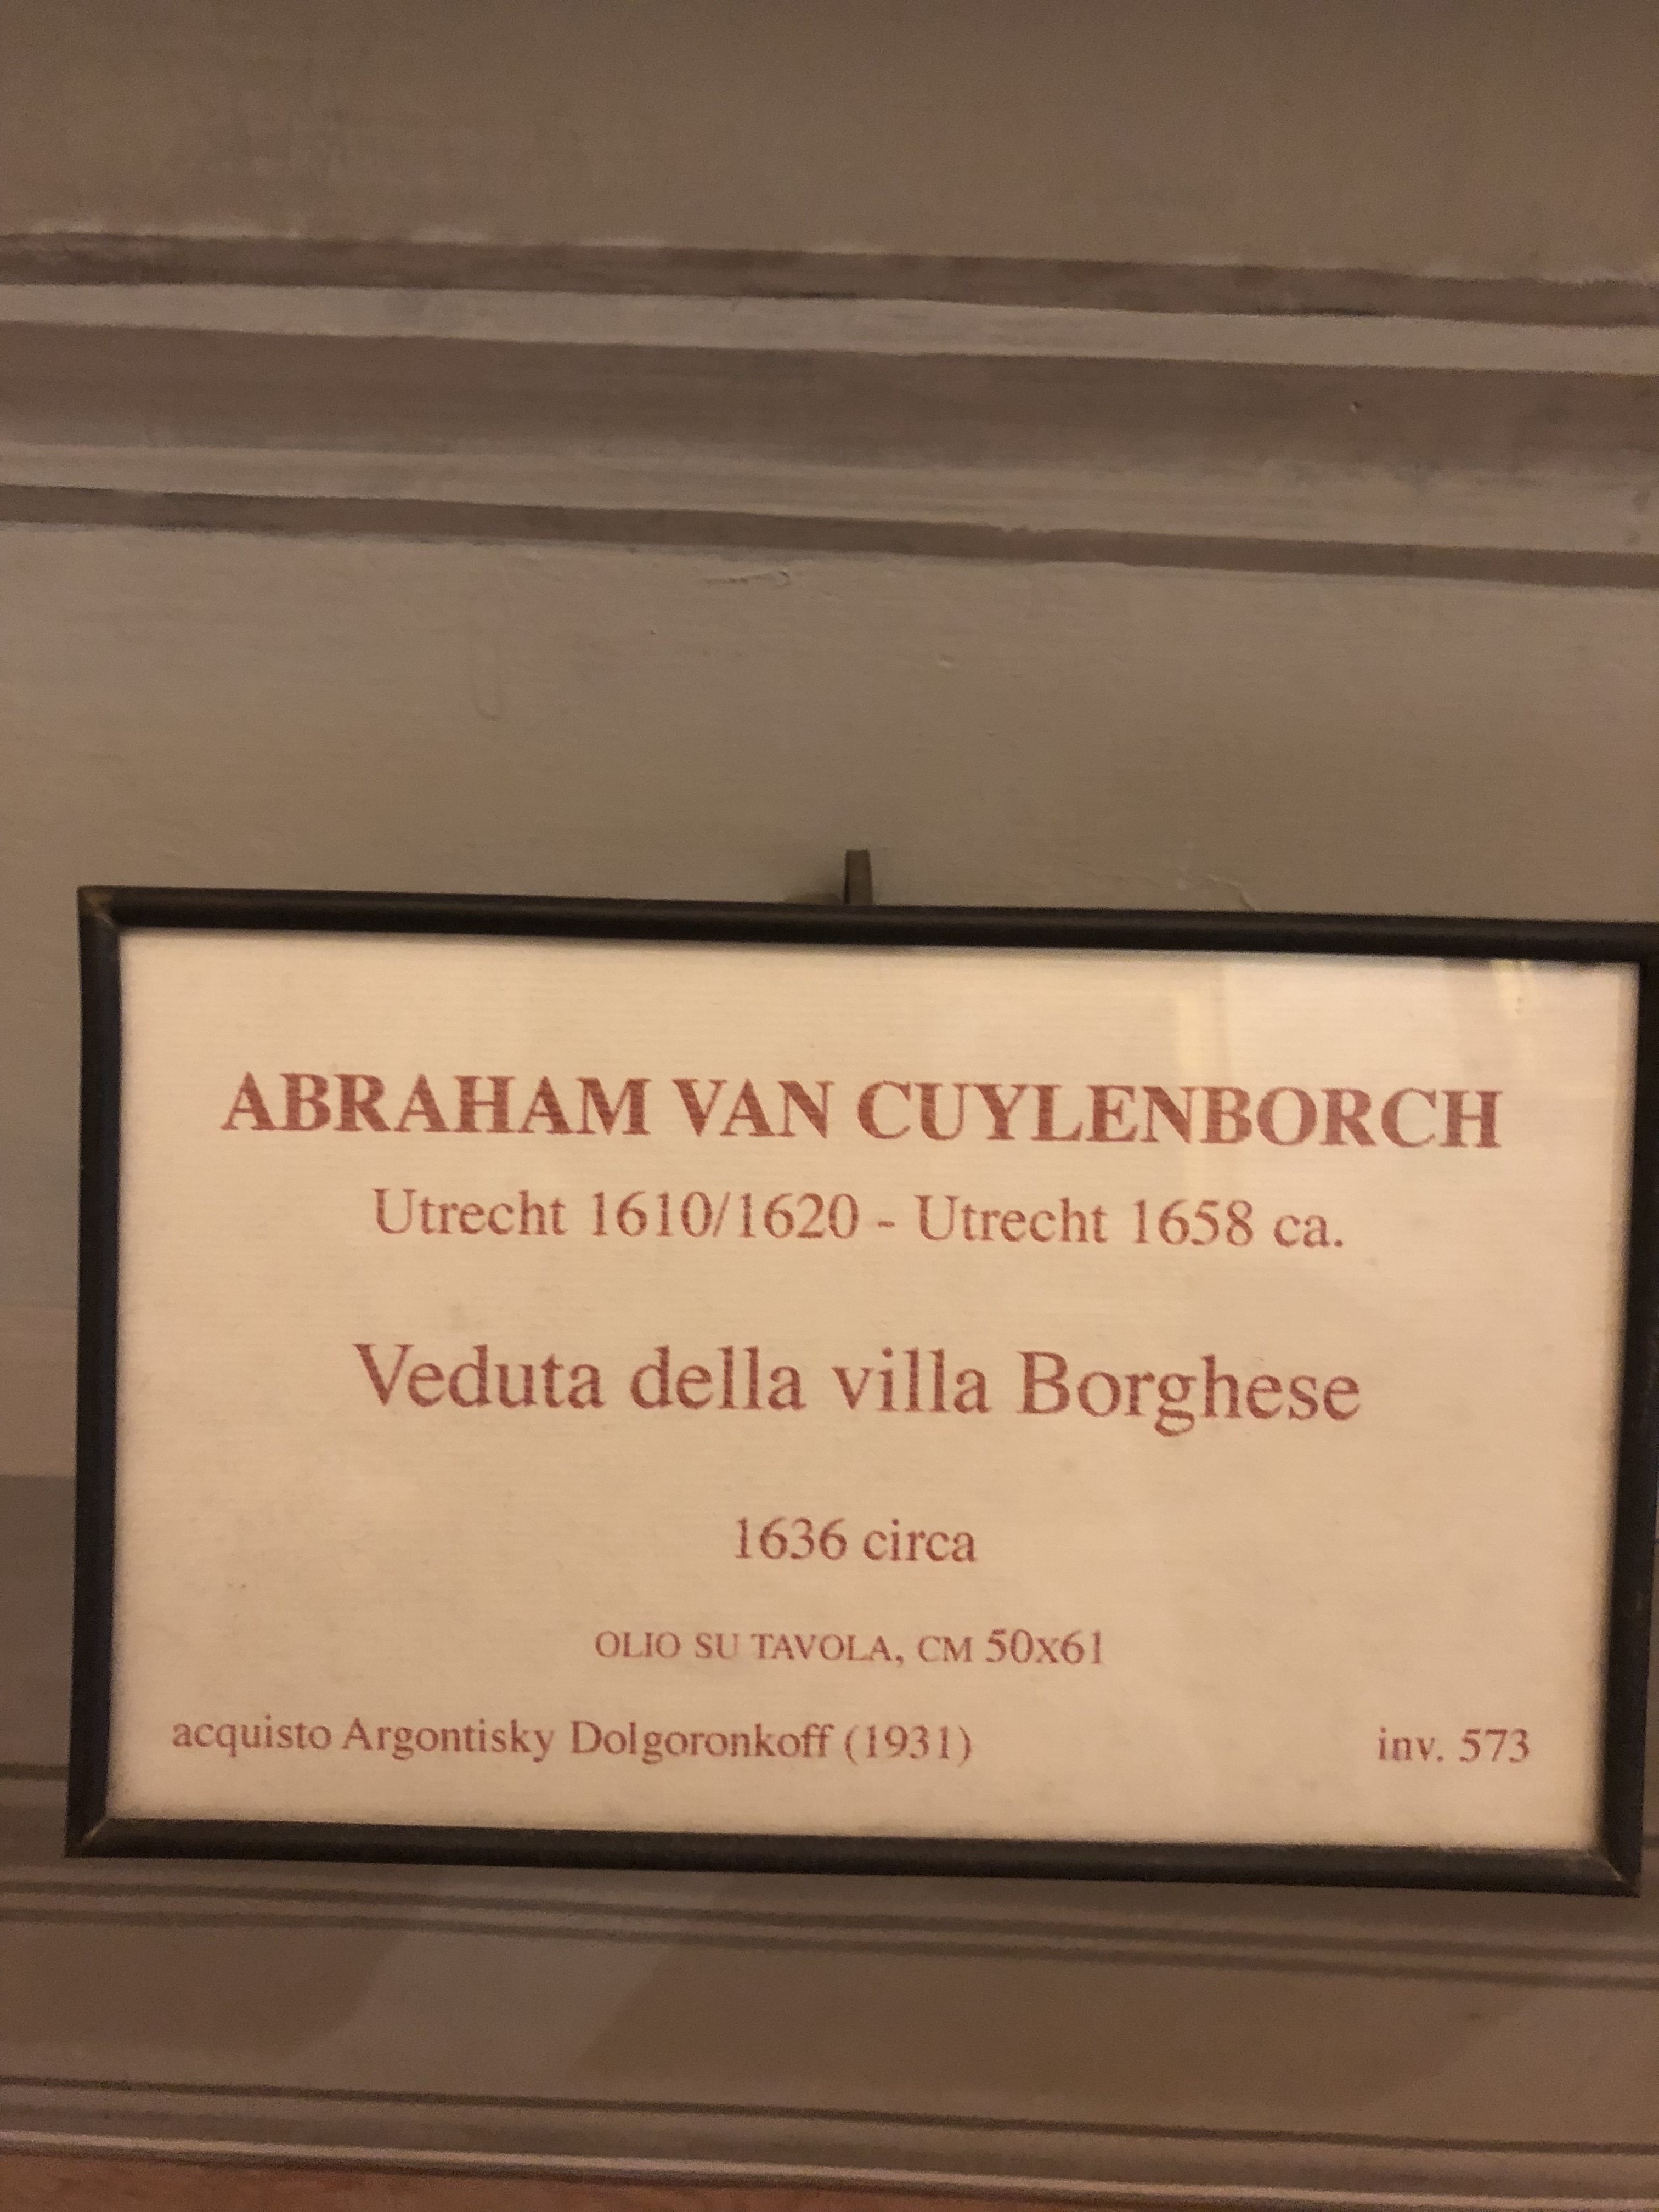 ABRAHAM VAN CUYLENBORCH
Utrecht 1610/1620 - Utrecht 1658 ca.
Veduta della villa Borghese
1636 circa
OLIO SU TAVOLA, CM 50X61
acquisto Argontisky Dolgoronkoff (1931) inv. 573